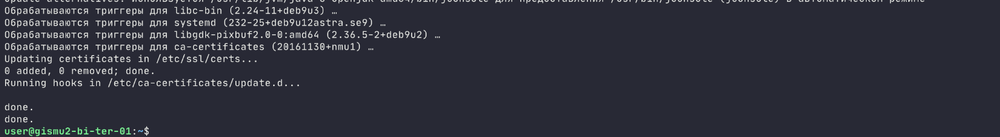 Обрабатываются триггеры для libc-bin (2.24-11+deb9u3) …
Обрабатываются триггеры для systemd (232-25+deb9u12astra.se9) …
Обрабатываются триггеры для libgdk-pixbuf2.0-0:amd64 (2.36.5-2+deb9u2) …
Обрабатываются триггеры для ca-certificates (20161130+nmu1) …
Updating certificates in /etc/ssl/certs...
0 added, 0 removed; done.
Running hooks in /etc/ca-certificates/update.d...
done.
done.
user@gismu2-bi-ter-01:~$